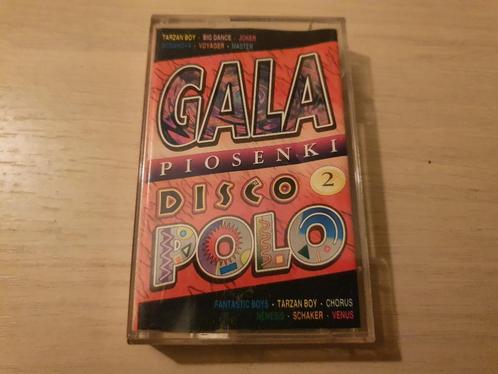 TARZAN BOY • BIG DANCE • JOKER
BOSANOVA • VOYAGER • MASTER
GALA
PIOSENKI
DISCO 2
POLO
FANTASTIC BOYS • TARZAN BOY • CHORUS
NEMESIS • SCHAKER • VENUS